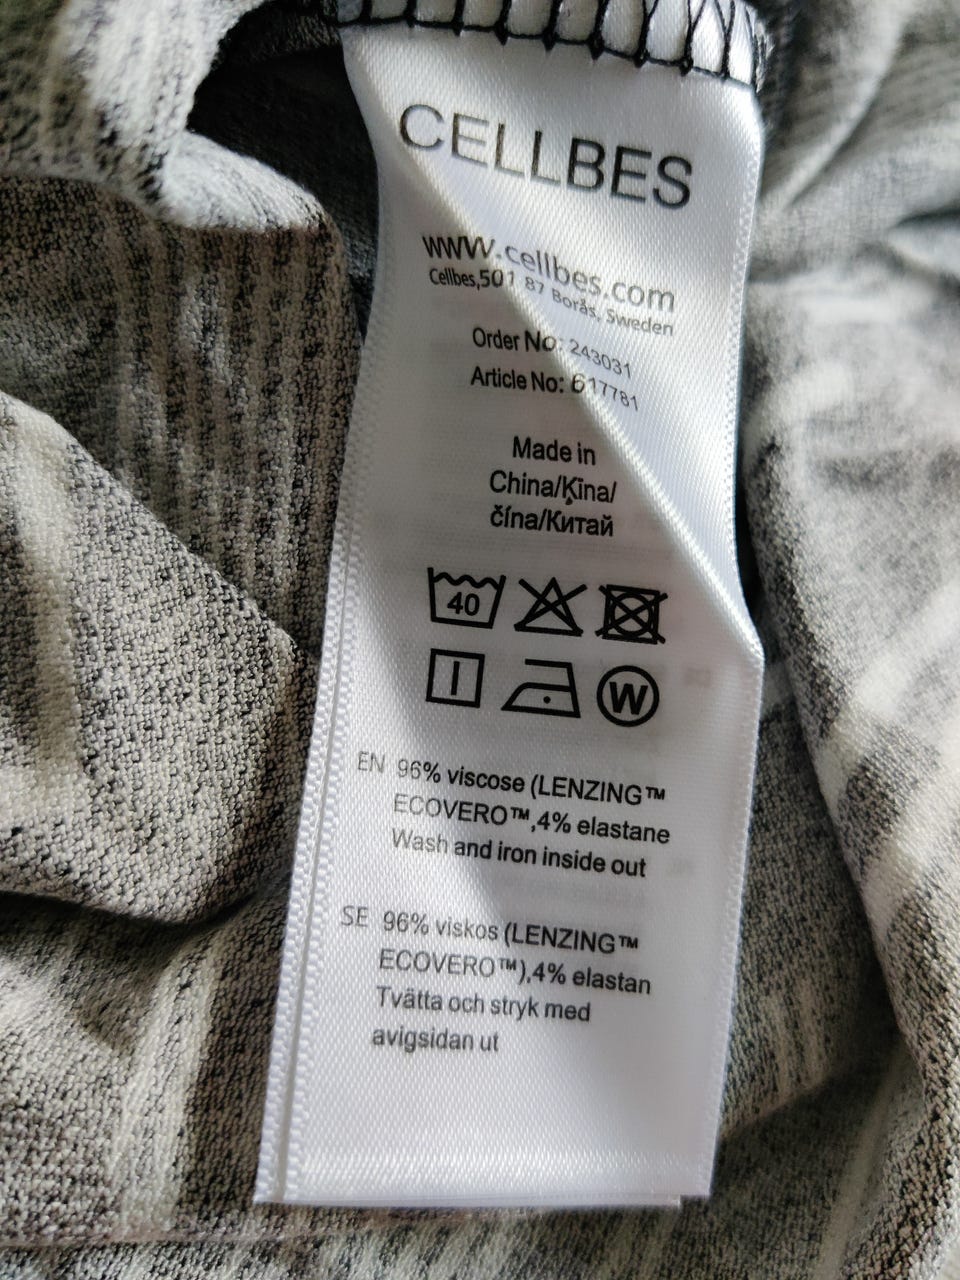 CELLBES
www.cellbes.com
Cellbes,501 87 Borås, Sweden
Order No: 243031
Article No: 617781
Made in
China/Ķīna/
čína/Китай
40
W
EN 96% viscose (LENZING™
ECOVERO™,4% elastane
Wash and iron inside out
SE 96% viskos (LENZING™
ECOVERO™),4% elastan
Tvätta och stryk med
avigsidan ut